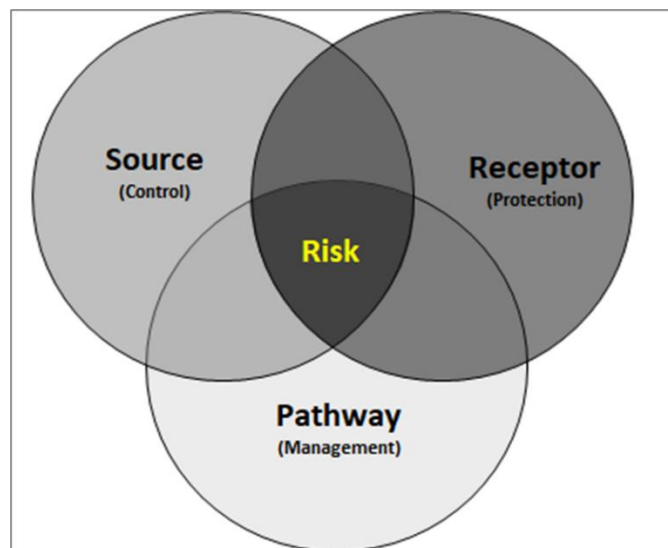 Source
(Control)
Receptor
(Protection)
Risk
Pathway
(Management)